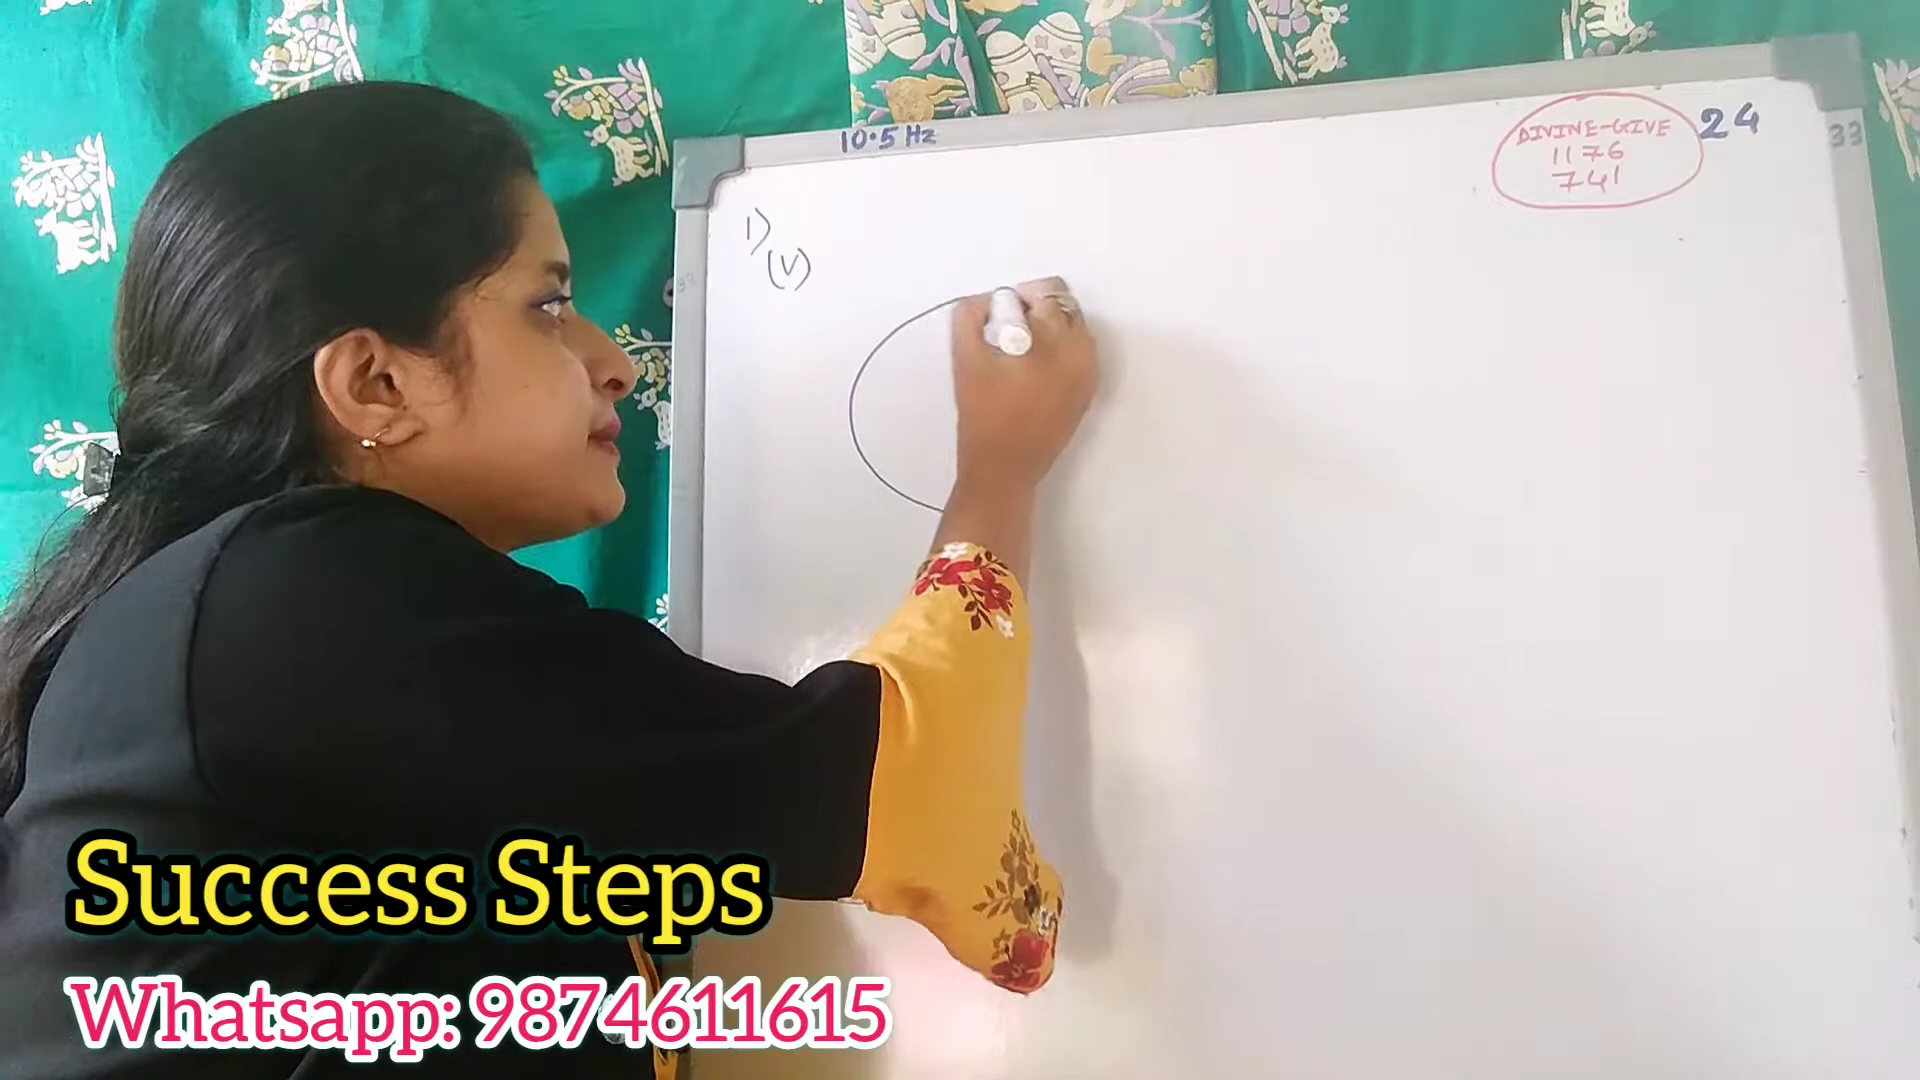 10.5 Hz
DIVINE-GIVE
1176
741
24
33
1)
(V)
Success Steps
Whatsapp: 9874611615